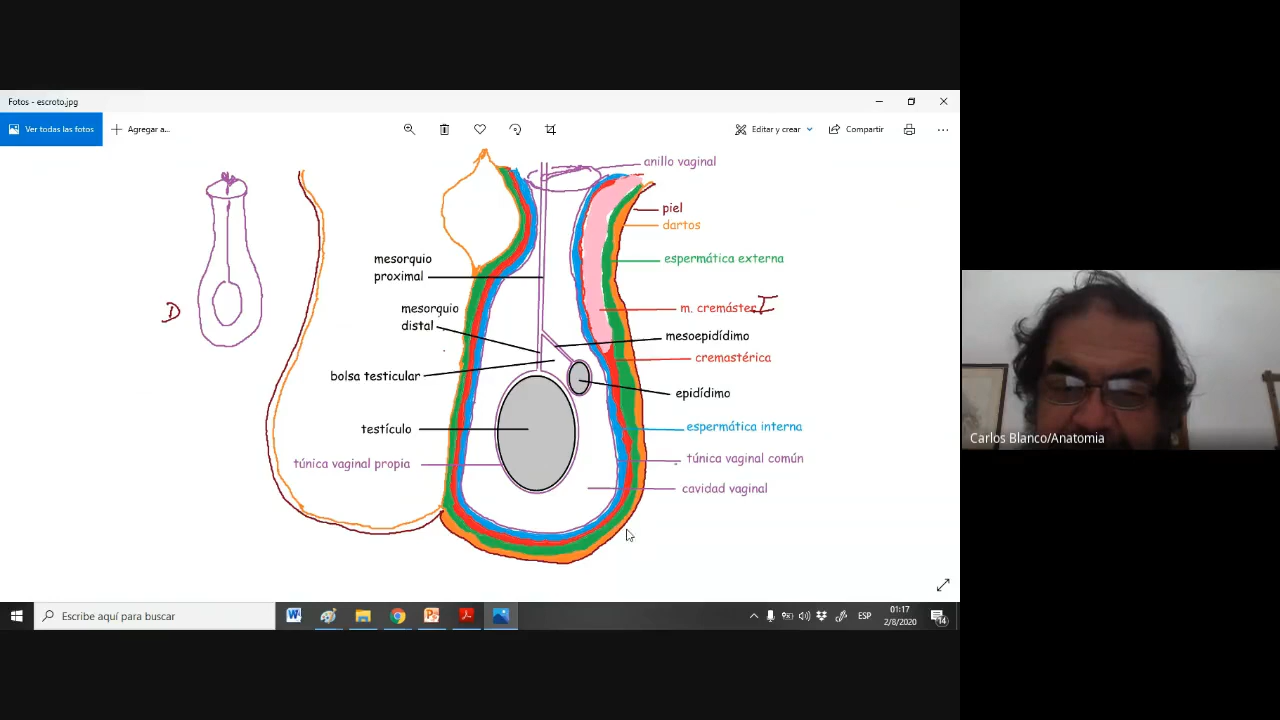 Fotos - escroto.jpg
Ver todas las fotos
Agregar a...
Editar y crear
Compartir
anillo vaginal
piel
dartos
mesorquio
proximal
espermática externa
mesorquio
distal
m. cremáster
I
D
mesoepidídimo
cremastérica
bolsa testicular
epidídimo
testículo
espermática interna
túnica vaginal propia
túnica vaginal común
cavidad vaginal
Carlos Blanco/Anatomia
Escribe aquí para buscar
ESP
01:17
2/8/2020
14